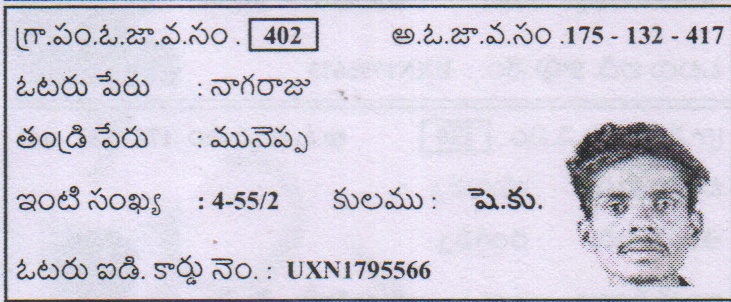 గ్రా.పం.ఓ.జా.వ.సం . 402 అ.ఓ.జా.వ.సం .175 - 132 - 417
ఓటరు పేరు : నాగరాజు
తండ్రి పేరు : మునెప్ప
ఇంటి సంఖ్య : 4-55/2 కులము : షె.కు.
ఓటరు ఐడి. కార్డు నెం. : UXN1795566